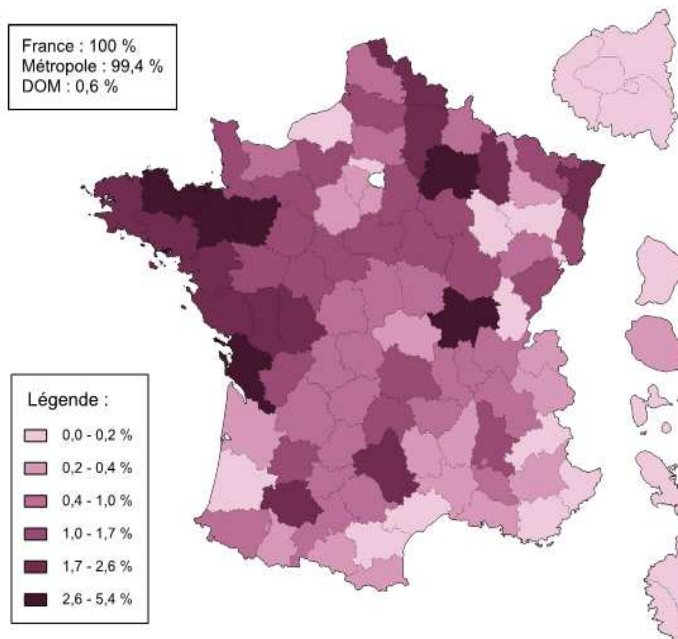 France : 100 %
Métropole : 99,4 %
DOM : 0,6 %
Légende :
0,0 - 0,2 %
0,2 - 0,4 %
0,4 - 1,0 %
1,0 - 1,7 %
1,7 - 2,6 %
2,6 - 5,4 %